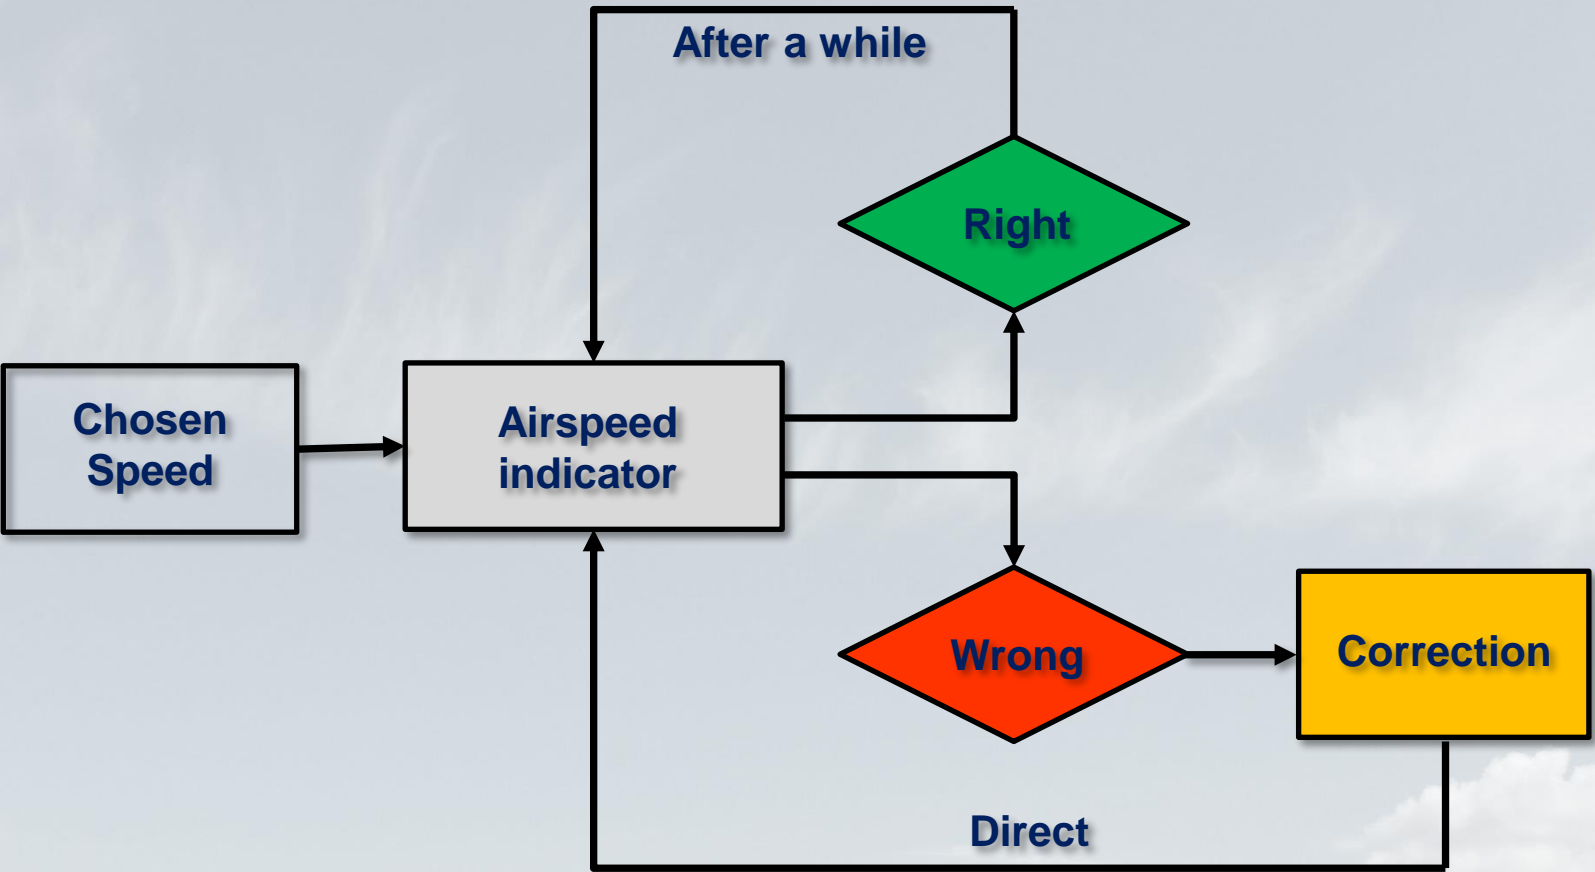 After a while
Right
Chosen
Speed
Airspeed
indicator
Wrong
Correction
Direct